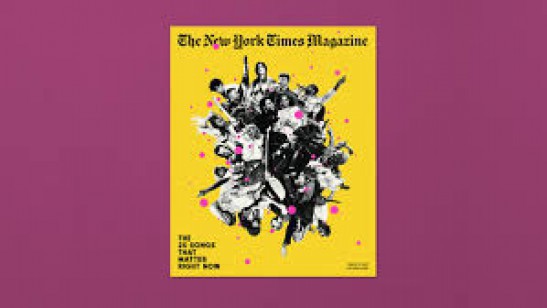 The New York Times Magazine
THE
25 SONGS
THAT
MATTER
RIGHT NOW